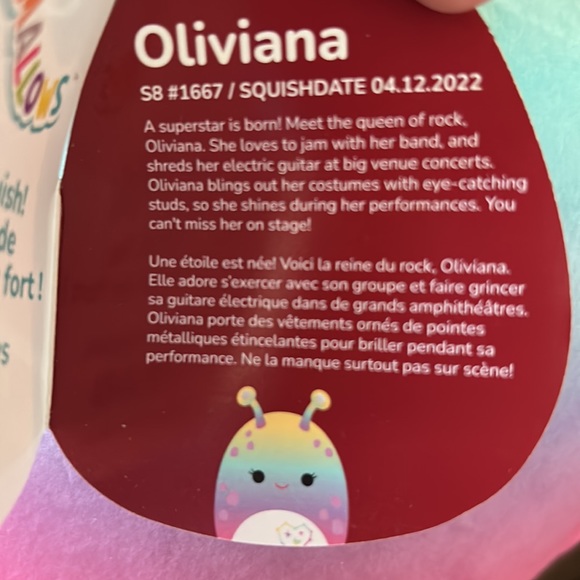 ALLOWS
ish!
de
fort!
s
Oliviana
S8 #1667 / SQUISHDATE 04.12.2022
A superstar is born! Meet the queen of rock,
Oliviana. She loves to jam with her band, and
shreds her electric guitar at big venue concerts.
Oliviana blings out her costumes with eye-catching
studs, so she shines during her performances. You
can't miss her on stage!
Une étoile est née! Voici la reine du rock, Oliviana.
Elle adore s'exercer avec son groupe et faire grincer
sa guitare électrique dans de grands amphithéâtres.
Oliviana porte des vêtements ornés de pointes
métalliques étincelantes pour briller pendant sa
performance. Ne la manque surtout pas sur scène!